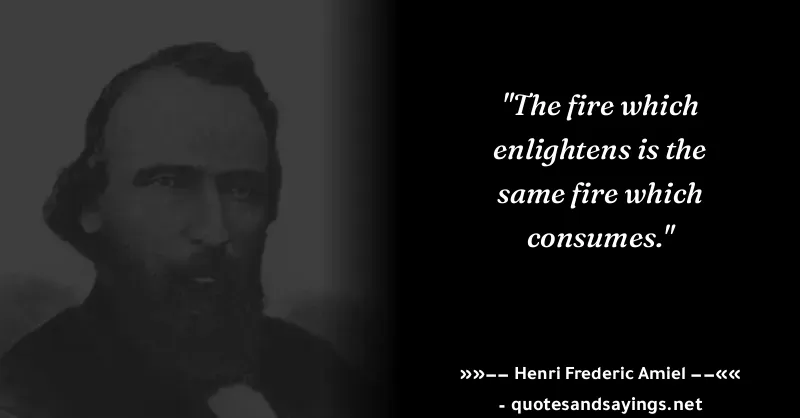 "The fire which
enlightens is the
same fire which
consumes."
»»−− Henri Frederic Amiel −−««
- quotesandsayings.net